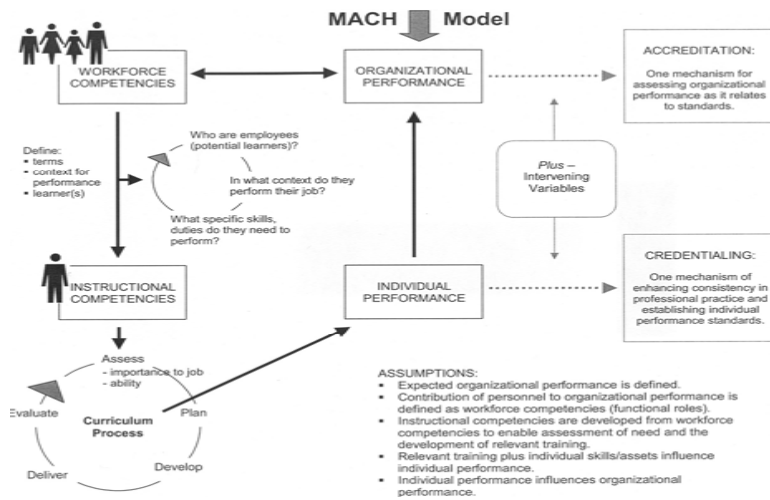 MACH Model
WORKFORCE
COMPETENCIES
ORGANIZATIONAL
PERFORMANCE
ACCREDITATION:
One mechanism for
assessing organizational
performance as it relates
to standards.
Define:
▪ terms
▪ context for
performance
▪ learner(s)
Who are employees
(potential learners)?
In what context do they
perform their job?
What specific skills,
duties do they need to
perform?
Plus –
Intervening
Variables
INSTRUCTIONAL
COMPETENCIES
INDIVIDUAL
PERFORMANCE
CREDENTIALING:
One mechanism of
enhancing consistency in
professional practice and
establishing individual
performance standards.
Assess
- importance to job
- ability
Evaluate
Curriculum
Process
Plan
Deliver
Develop
ASSUMPTIONS:
▪ Expected organizational performance is defined.
▪ Contribution of personnel to organizational performance is
defined as workforce competencies (functional roles).
▪ Instructional competencies are developed from workforce
competencies to enable assessment of need and the
development of relevant training.
▪ Relevant training plus individual skills/assets influence
individual performance.
▪ Individual performance influences organizational
performance.